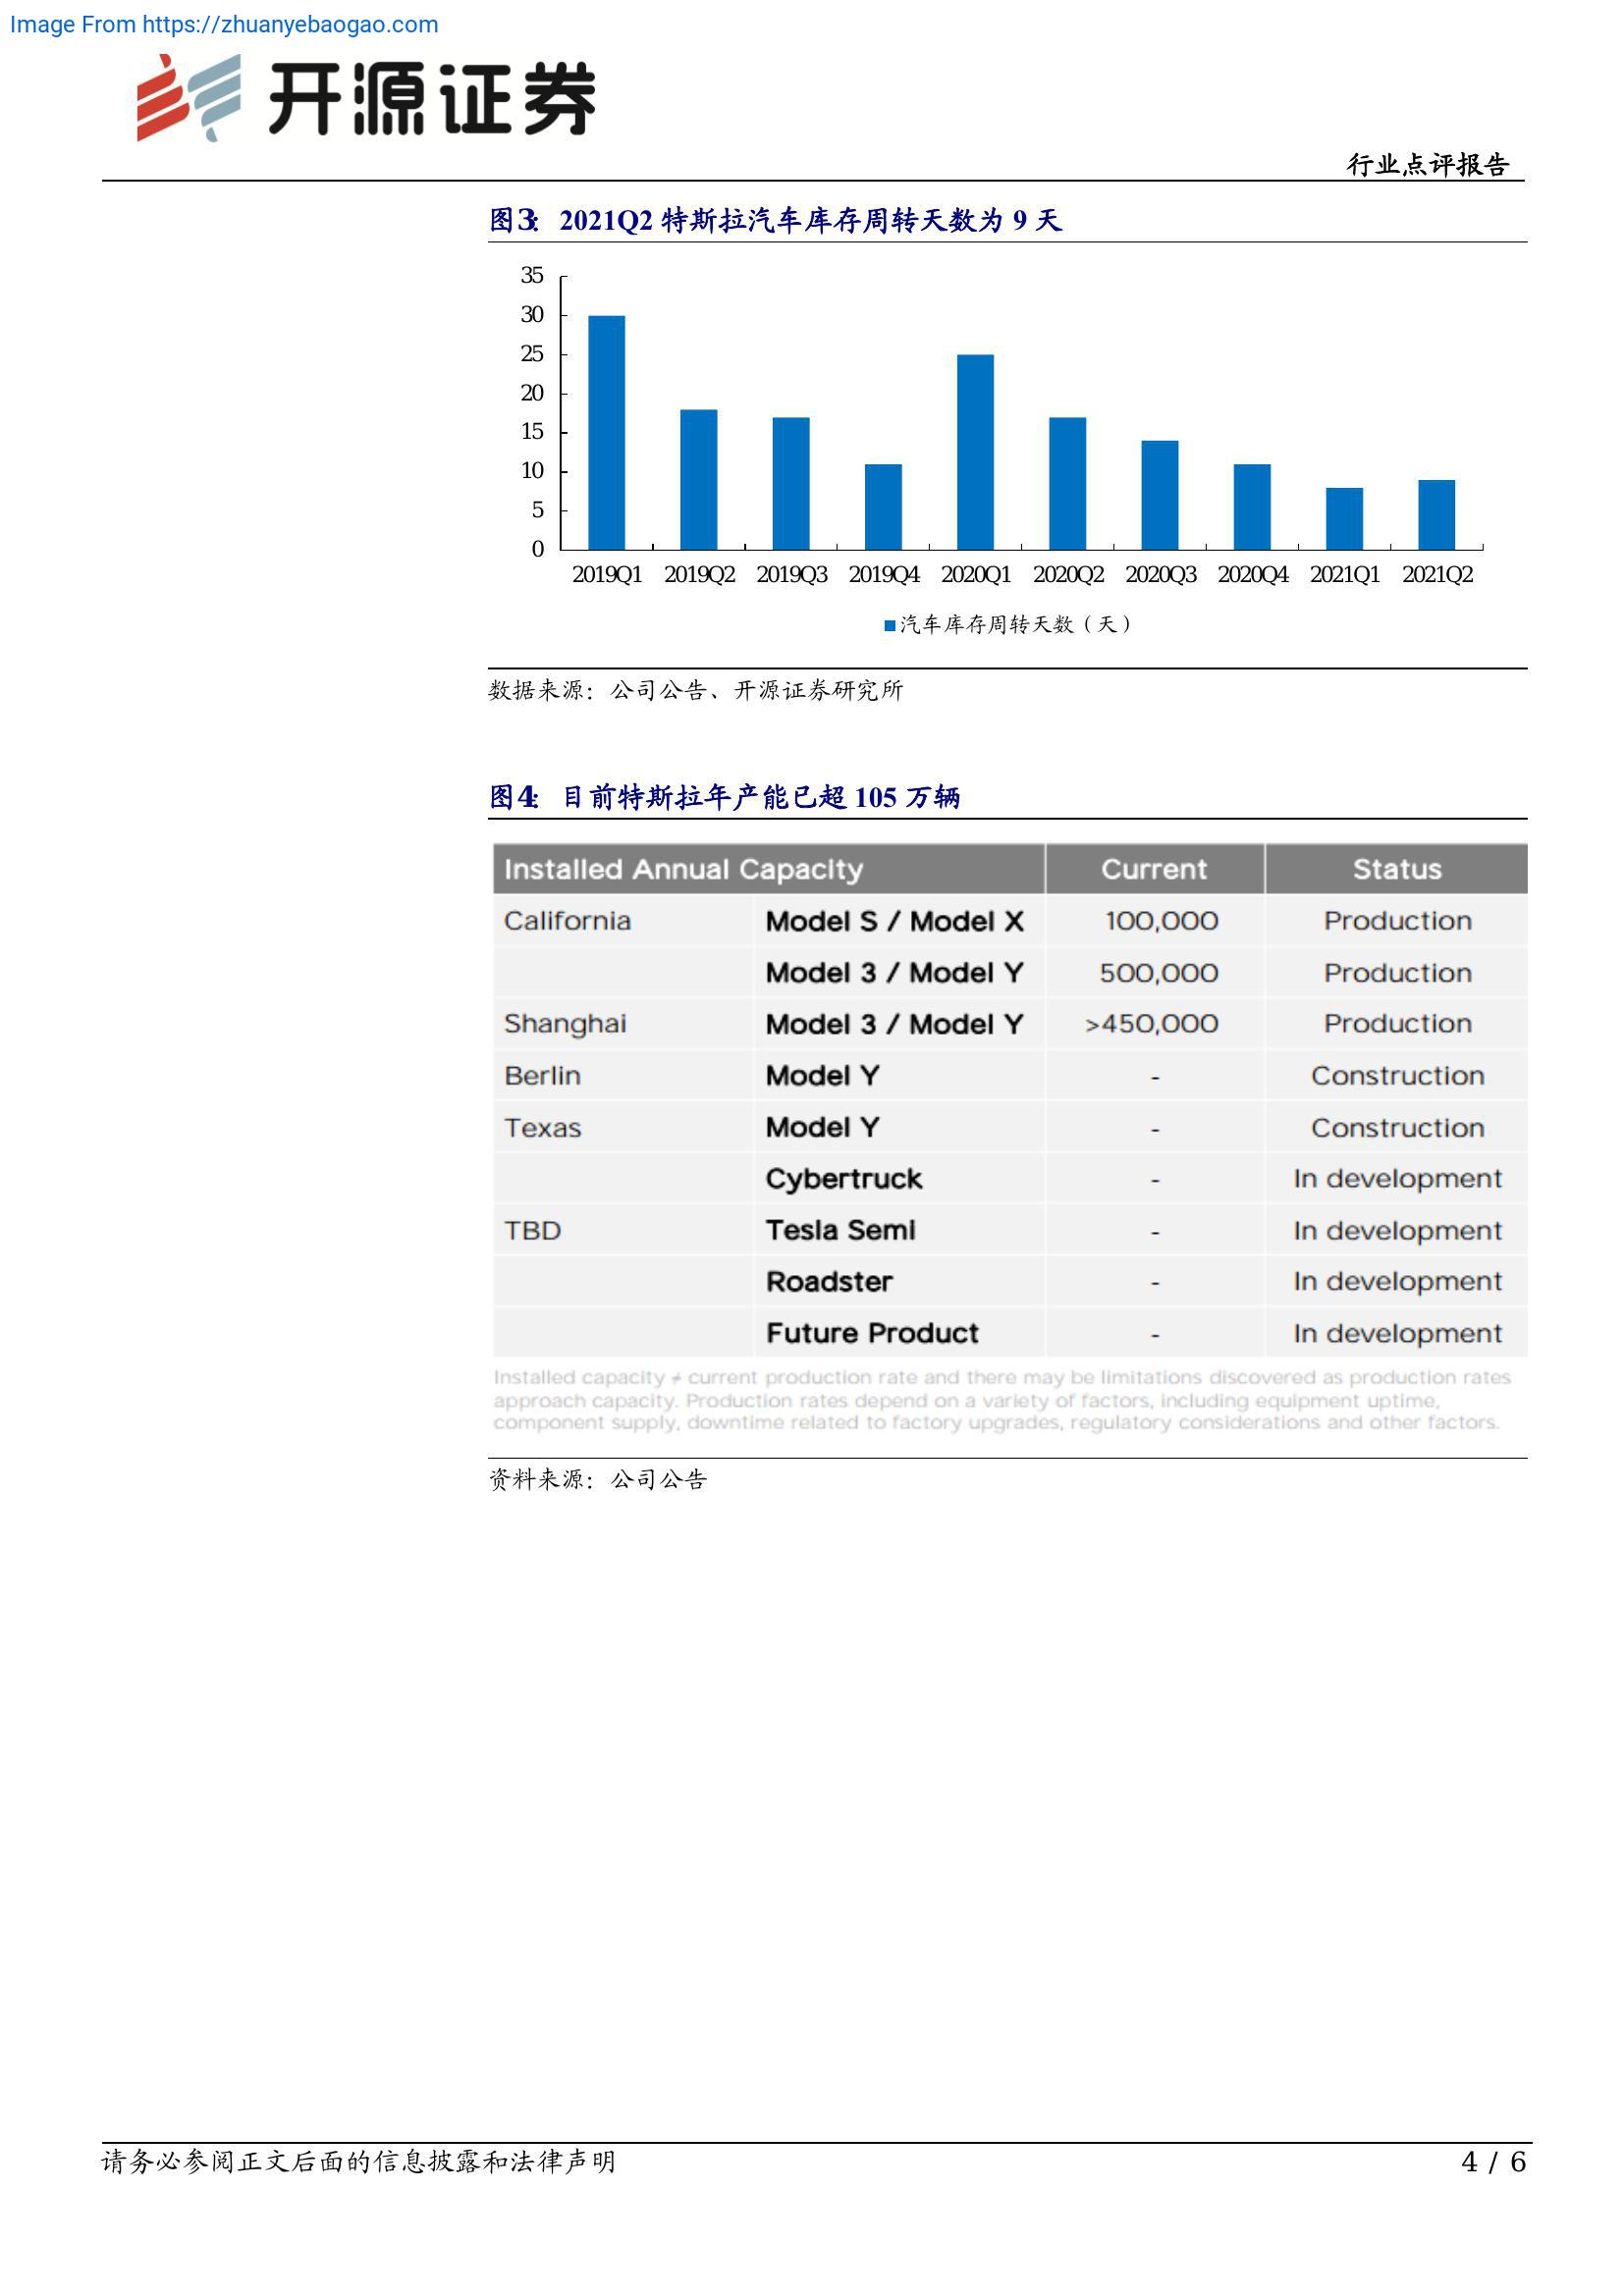 Image From https://zhuanyebaogao.com
开源证券
行业点评报告
图3: 2021Q2 特斯拉汽车库存周转天数为 9 天
35
30
25
20
15
10
5
0
2019Q1 2019Q2 2019Q3 2019Q4 2020Q1 2020Q2 2020Q3 2020Q4 2021Q1 2021Q2
汽车库存周转天数（天）
数据来源：公司公告、开源证券研究所
图4: 目前特斯拉年产能已超 105 万辆
Installed Annual Capacity Current Status
California Model S / Model X 100,000 Production
Model 3 / Model Y 500,000 Production
Shanghai Model 3 / Model Y >450,000 Production
Berlin Model Y - Construction
Texas Model Y - Construction
Cybertruck - In development
TBD Tesla Semi - In development
Roadster - In development
Future Product - In development
Installed capacity ≠ current production rate and there may be limitations discovered as production rates
approach capacity. Production rates depend on a variety of factors, including equipment uptime,
component supply, downtime related to factory upgrades, regulatory considerations and other factors.
资料来源：公司公告
请务必参阅正文后面的信息披露和法律声明
4 / 6